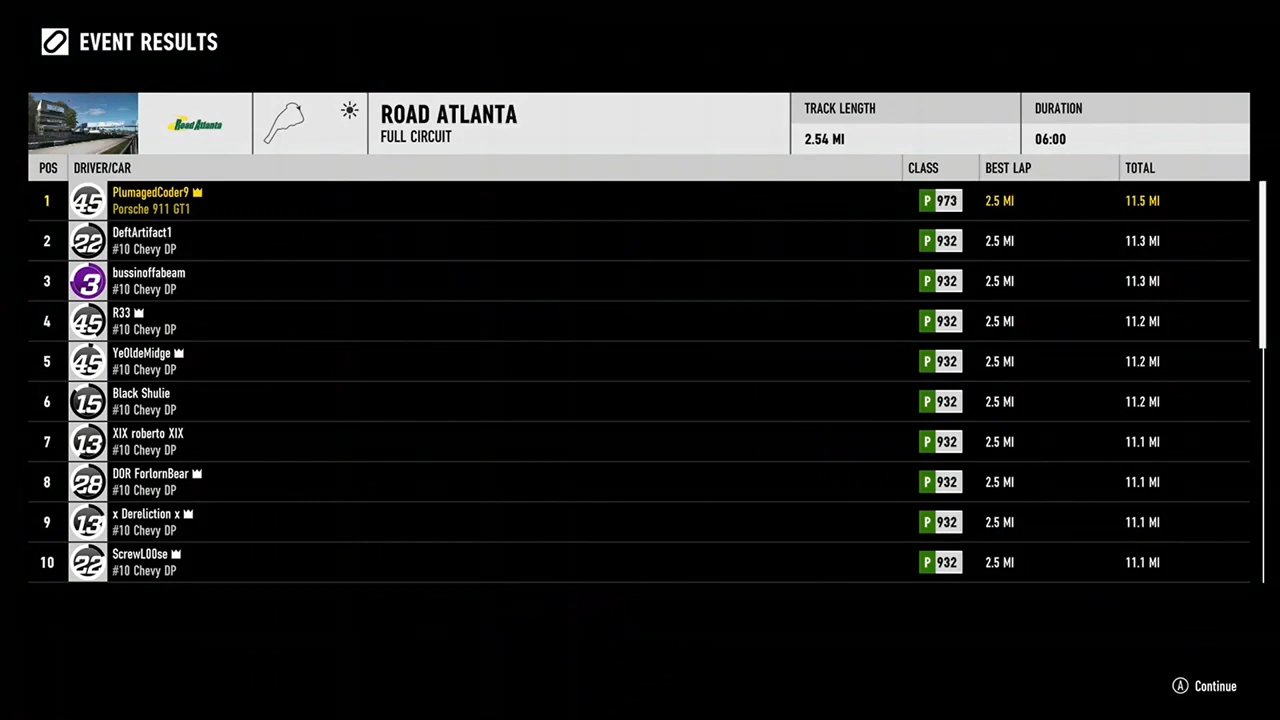 EVENT RESULTS
Road Atlanta
ROAD ATLANTA
FULL CIRCUIT
TRACK LENGTH
2.54 MI
DURATION
06:00
POS DRIVER/CAR CLASS BEST LAP TOTAL
1 45 PlumagedCoder9 P 973 2.5 MI 11.5 MI
Porsche 911 GT1
2 22 DeftArtifact1 P 932 2.5 MI 11.3 MI
#10 Chevy DP
3 3 bussinoffabeam P 932 2.5 MI 11.3 MI
#10 Chevy DP
4 45 R33 P 932 2.5 MI 11.2 MI
#10 Chevy DP
5 45 YeOldeMidge P 932 2.5 MI 11.2 MI
#10 Chevy DP
6 15 Black Shulie P 932 2.5 MI 11.2 MI
#10 Chevy DP
7 13 XIX roberto XIX P 932 2.5 MI 11.1 MI
#10 Chevy DP
8 28 DOR ForlornBear P 932 2.5 MI 11.1 MI
#10 Chevy DP
9 13 x Dereliction x P 932 2.5 MI 11.1 MI
#10 Chevy DP
10 22 ScrewL00se P 932 2.5 MI 11.1 MI
#10 Chevy DP
A Continue